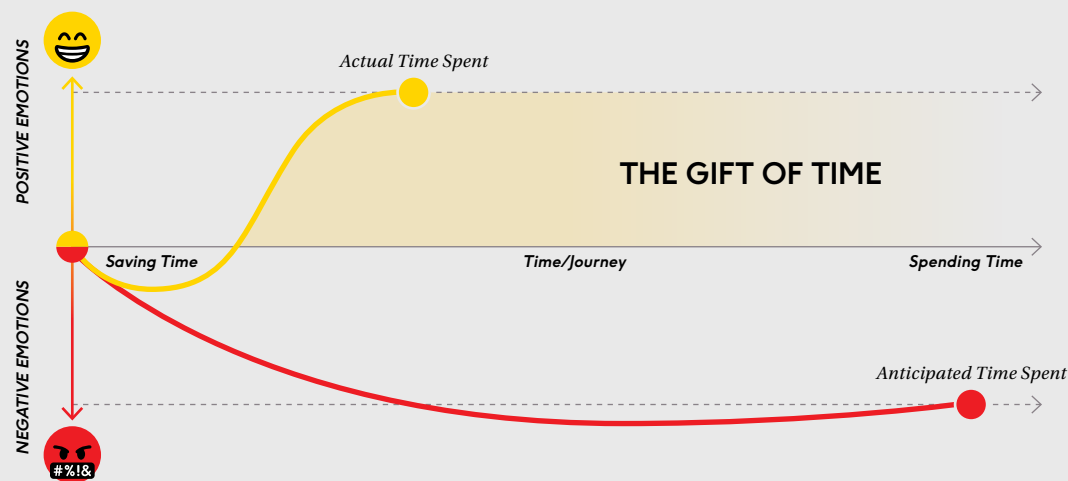 POSITIVE EMOTIONS
Actual Time Spent
THE GIFT OF TIME
Saving Time
Time/Journey
Spending Time
NEGATIVE EMOTIONS
Anticipated Time Spent
#%!&